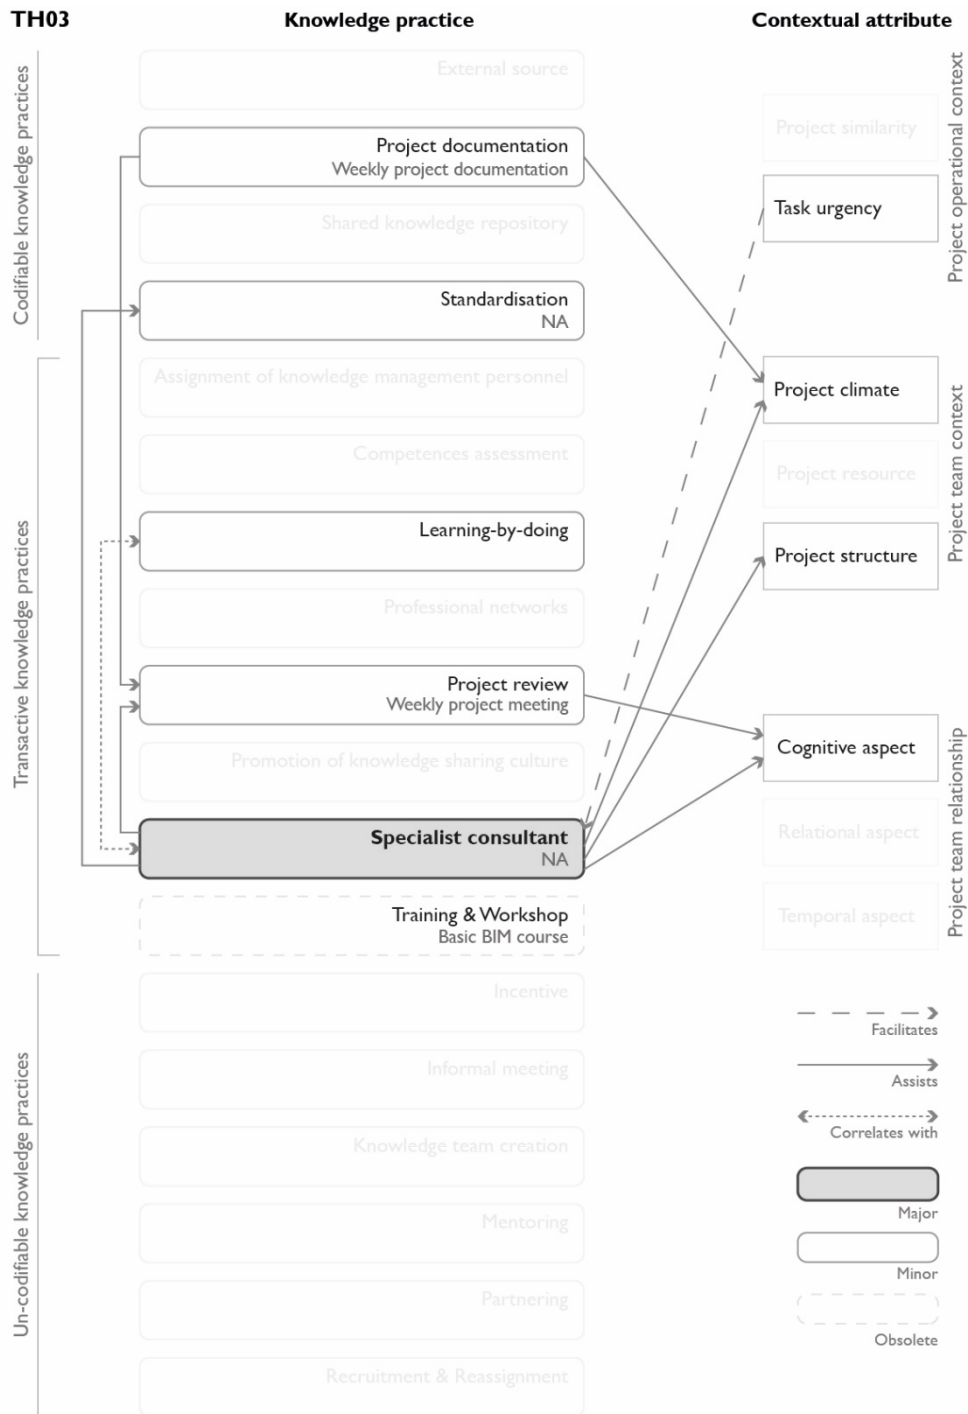 TH03
Knowledge practice
Contextual attribute
Codifiable knowledge practices
External source
Project documentation
Weekly project documentation
Shared knowledge repository
Standardisation
NA
Transactive knowledge practices
Assignment of knowledge management personnel
Competences assessment
Learning-by-doing
Professional networks
Project review
Weekly project meeting
Promotion of knowledge sharing culture
Specialist consultant
NA
Training & Workshop
Basic BIM course
Un-codifiable knowledge practices
Incentive
Informal meeting
Knowledge team creation
Mentoring
Partnering
Recruitment & Reassignment
Project operational context
Project similarity
Task urgency
Project team context
Project climate
Project resource
Project structure
Project team relationship
Cognitive aspect
Relational aspect
Temporal aspect
Facilitates
Assists
Correlates with
Major
Minor
Obsolete